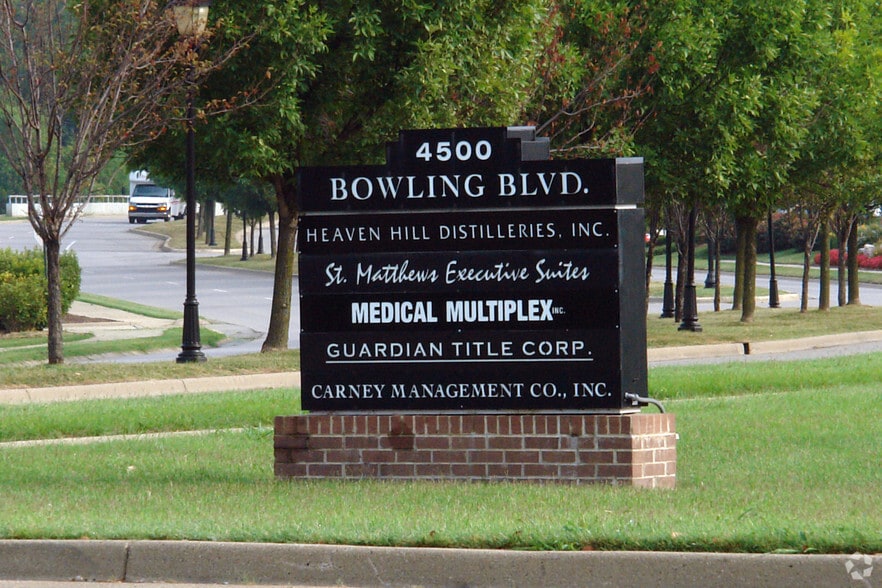 4500
BOWLING BLVD.
HEAVEN HILL DISTILLERIES, INC.
St. Matthews Executive Suites
MEDICAL MULTIPLEX INC.
GUARDIAN TITLE CORP.
CARNEY MANAGEMENT CO., INC.